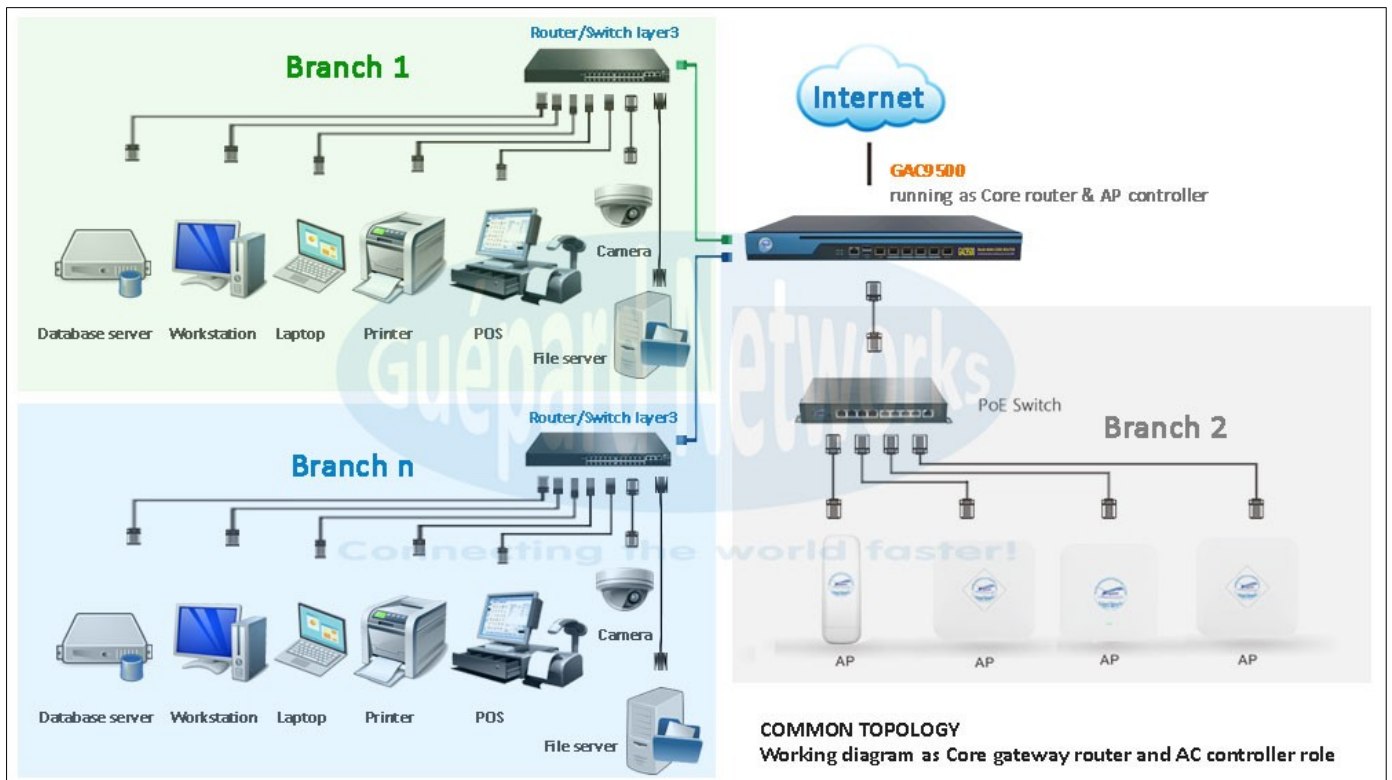 Router/Switch layer3
Branch 1
Internet
GAC9500
running as Core router & AP controller
Camera
Database server
Workstation
Laptop
Printer
POS
File server
Guépard Networks
Connecting the world faster!
PoE Switch
Branch 2
AP
AP
AP
AP
Router/Switch layer3
Branch n
Camera
Database server
Workstation
Laptop
Printer
POS
File server
COMMON TOPOLOGY
Working diagram as Core gateway router and AC controller role